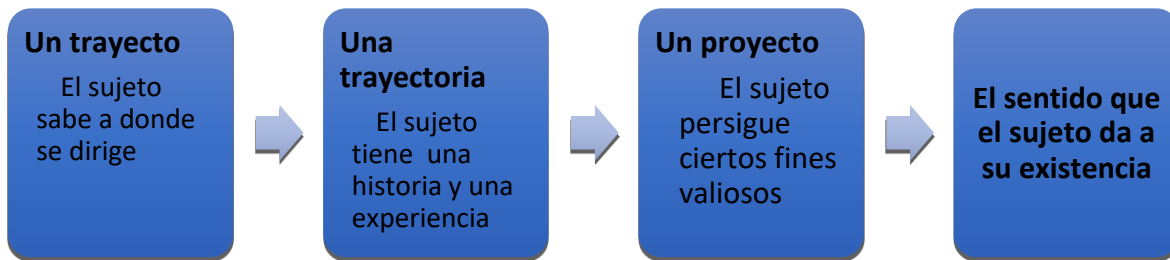 Un trayecto
El sujeto
sabe a donde
se dirige
Una
trayectoria
El sujeto
tiene una
historia y una
experiencia
Un proyecto
El sujeto
persigue
ciertos fines
valiosos
El sentido que
el sujeto da a
su existencia